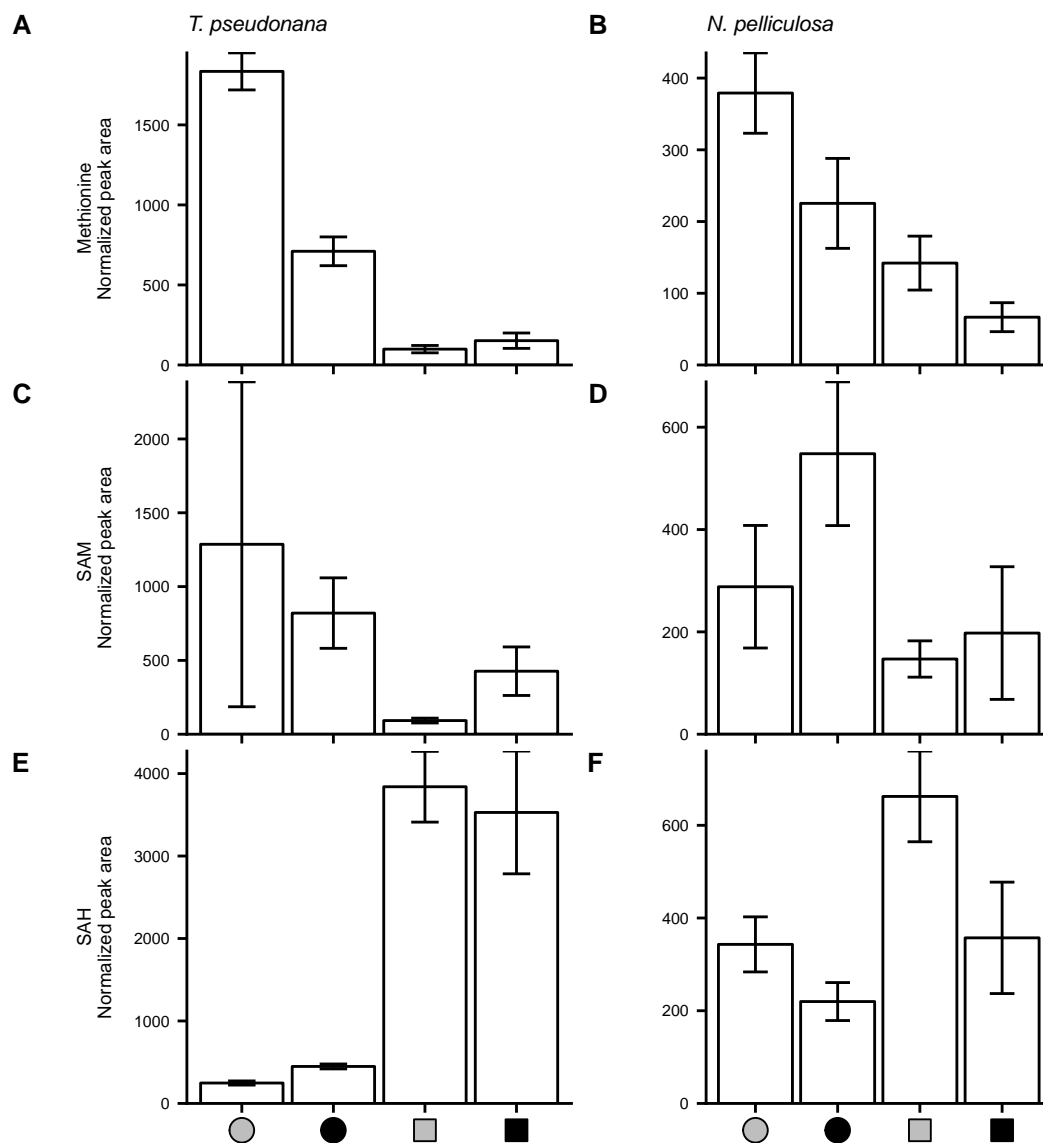 A
T. pseudonana
B
N. pelliculosa
Methionine
Normalized peak area
1500
1000
500
0
400
300
200
100
0
C
D
SAM
Normalized peak area
2000
1500
1000
500
0
600
400
200
0
E
F
SAH
Normalized peak area
4000
3000
2000
1000
0
600
400
200
0